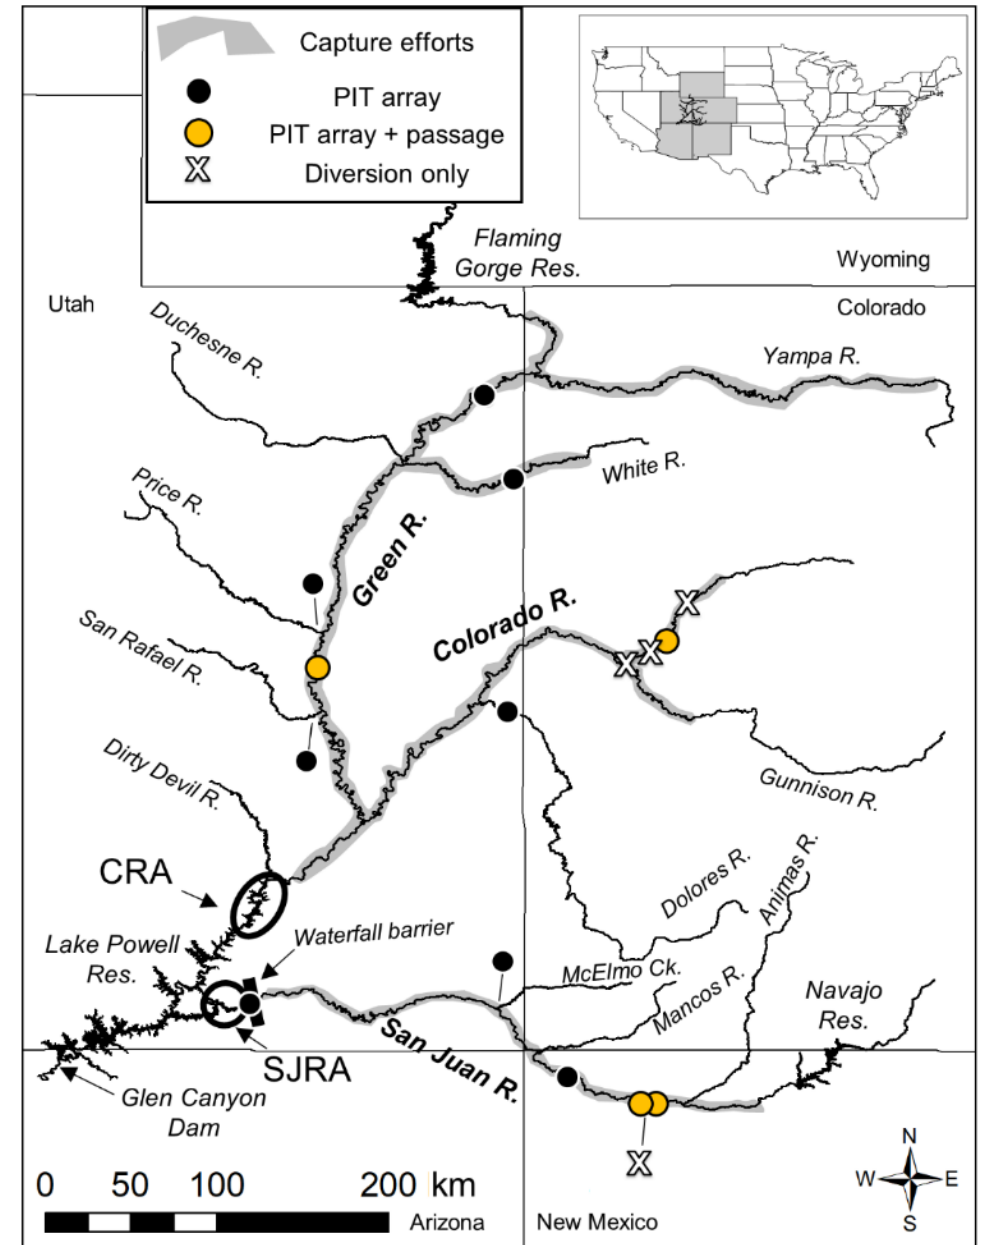 Capture efforts
PIT array
PIT array + passage
X
Diversion only
Flaming
Gorge Res.
Wyoming
Utah
Colorado
Duchesne R.
Yampa R.
White R.
Price R.
Green R.
Colorado R.
X
X
X
San Rafael R.
Dirty Devil R.
Gunnison R.
CRA
Dolores R.
Animas R.
Waterfall barrier
Lake Powell
Res.
McElmo Ck.
Mancos R.
Navajo
Res.
San Juan R.
SJRA
Glen Canyon
Dam
X
N
W
E
S
0 50 100 200 km
Arizona
New Mexico